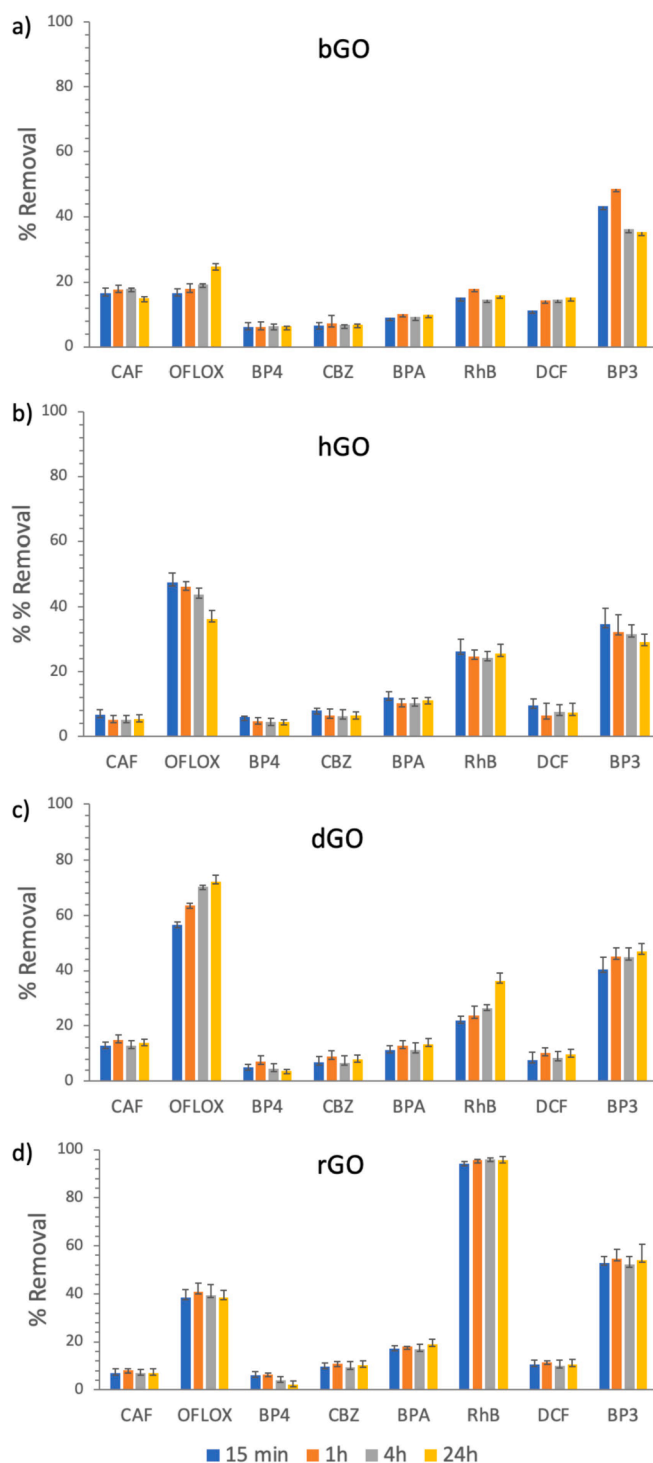 a)
bGO
100
80
60
40
20
0
% Removal
CAF OFLOX BP4 CBZ BPA RhB DCF BP3
b)
hGO
100
80
60
40
20
0
% % Removal
CAF OFLOX BP4 CBZ BPA RhB DCF BP3
c)
dGO
100
80
60
40
20
0
% Removal
CAF OFLOX BP4 CBZ BPA RhB DCF BP3
d)
rGO
100
80
60
40
20
0
% Removal
CAF OFLOX BP4 CBZ BPA RhB DCF BP3
15 min 1h 4h 24h